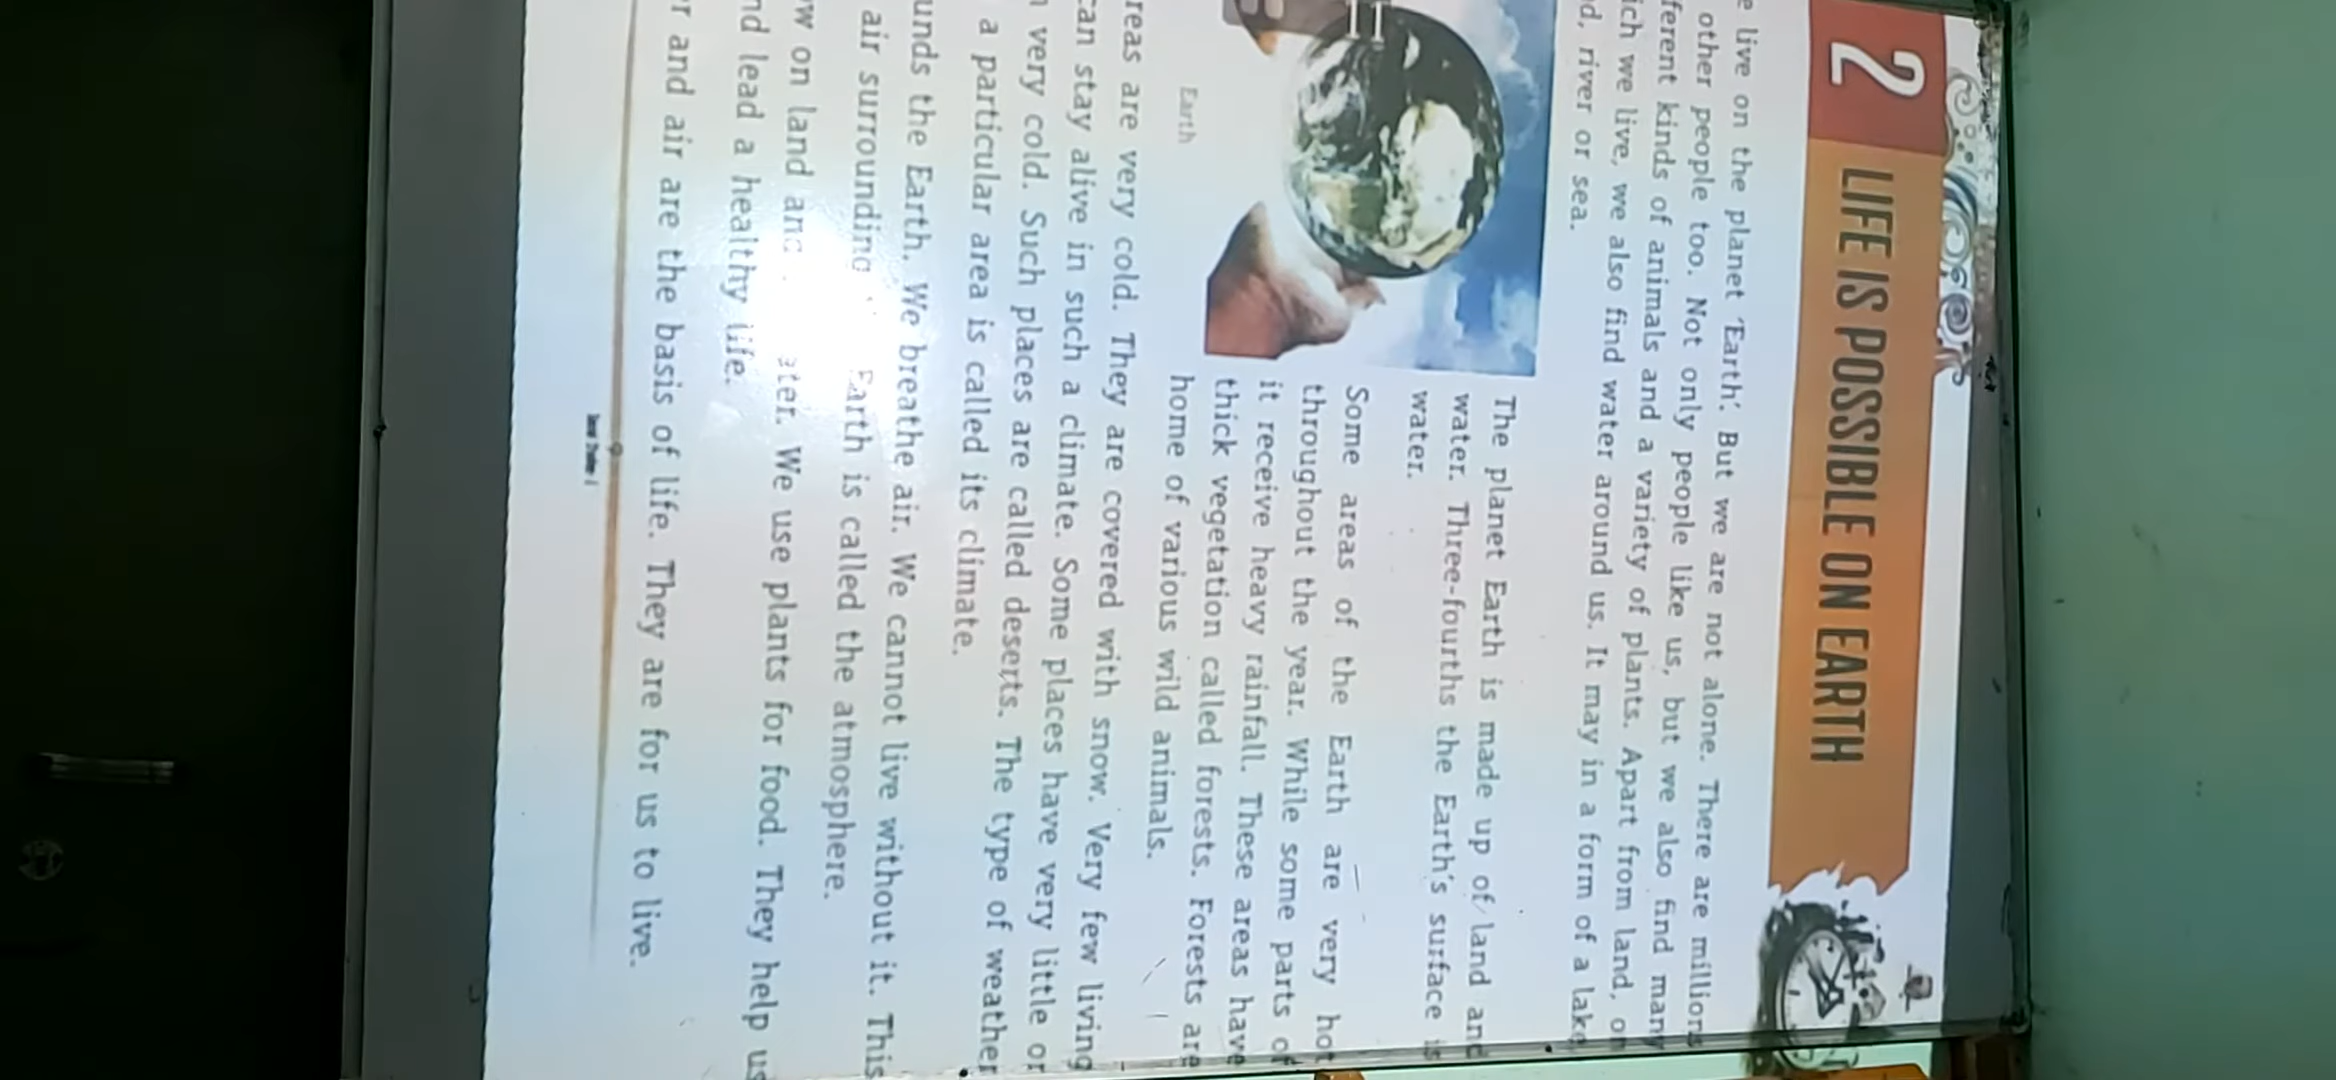 2 LIFE IS POSSIBLE ON EARTH
live on the planet 'Earth'. But we are not alone. There are millions
other people too. Not only people like us, but we also find many
kinds of animals and a variety of plants. Apart from land, on
we live, we also find water around us. It may in a form of a lake,
river or sea.
The planet Earth is made up of land and
water. Three-fourths the Earth's surface is
water.
Some areas of the Earth are very hot
throughout the year. While some parts of
it receive heavy rainfall. These areas have
thick vegetation called forests. Forests are
home of various wild animals.
Earth
are very cold. They are covered with snow. Very few living
can stay alive in such a climate. Some places have very little or
very cold. Such places are called deserts. The type of weather
a particular area is called its climate.
the Earth. We breathe air. We cannot live without it. This
air surrounding Earth is called the atmosphere.
on land and We use plants for food. They help us
lead a healthy life.
and air are the basis of life. They are for us to live.